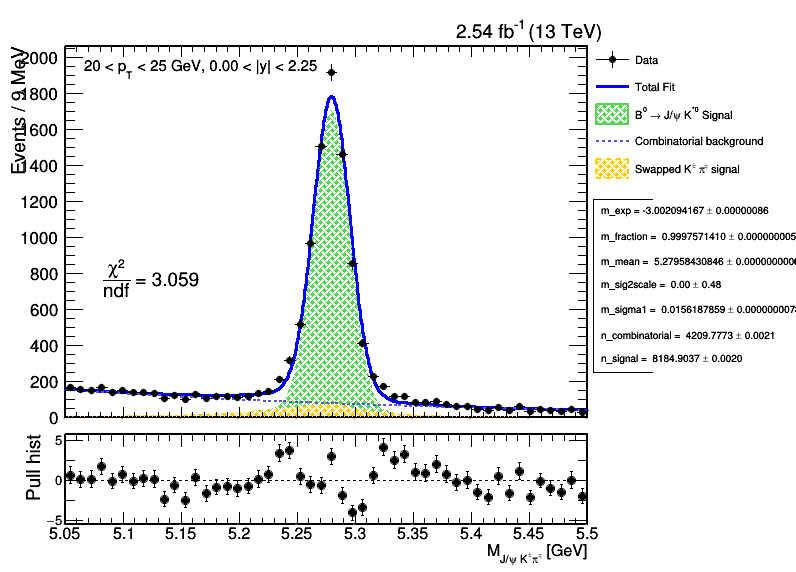 2.54 fb⁻¹ (13 TeV)
Events / 9 MeV
20 < p_T < 25 GeV, 0.00 < |y| < 2.25
2000
1800
1600
1400
1200
1000
800
600
400
200
0
χ²/ndf = 3.059
Data
Total Fit
B⁰ → J/ψ K*⁰ Signal
Combinatorial background
Swapped K± π∓ signal
m_exp = -3.002094167 ± 0.00000086
m_fraction = 0.9997571410 ± 0.000000005
m_mean = 5.27958430846 ± 0.000000000
m_sig2scale = 0.00 ± 0.48
m_sigma1 = 0.0156187859 ± 0.000000007
n_combinatorial = 4209.7773 ± 0.0021
n_signal = 8184.9037 ± 0.0020
Pull hist
5
0
−5
5.05 5.1 5.15 5.2 5.25 5.3 5.35 5.4 5.45 5.5
M_J/ψ K± π∓ [GeV]